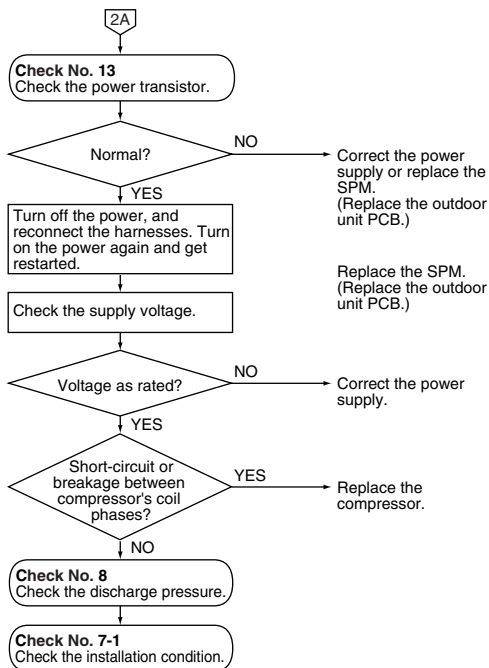 2A
Check No. 13
Check the power transistor.
Normal?
NO
Correct the power
supply or replace the
SPM.
(Replace the outdoor
unit PCB.)
YES
Turn off the power, and
reconnect the harnesses. Turn
on the power again and get
restarted.
Replace the SPM.
(Replace the outdoor
unit PCB.)
Check the supply voltage.
Voltage as rated?
NO
Correct the power
supply.
YES
Short-circuit or
breakage between
compressor's coil
phases?
YES
Replace the
compressor.
NO
Check No. 8
Check the discharge pressure.
Check No. 7-1
Check the installation condition.